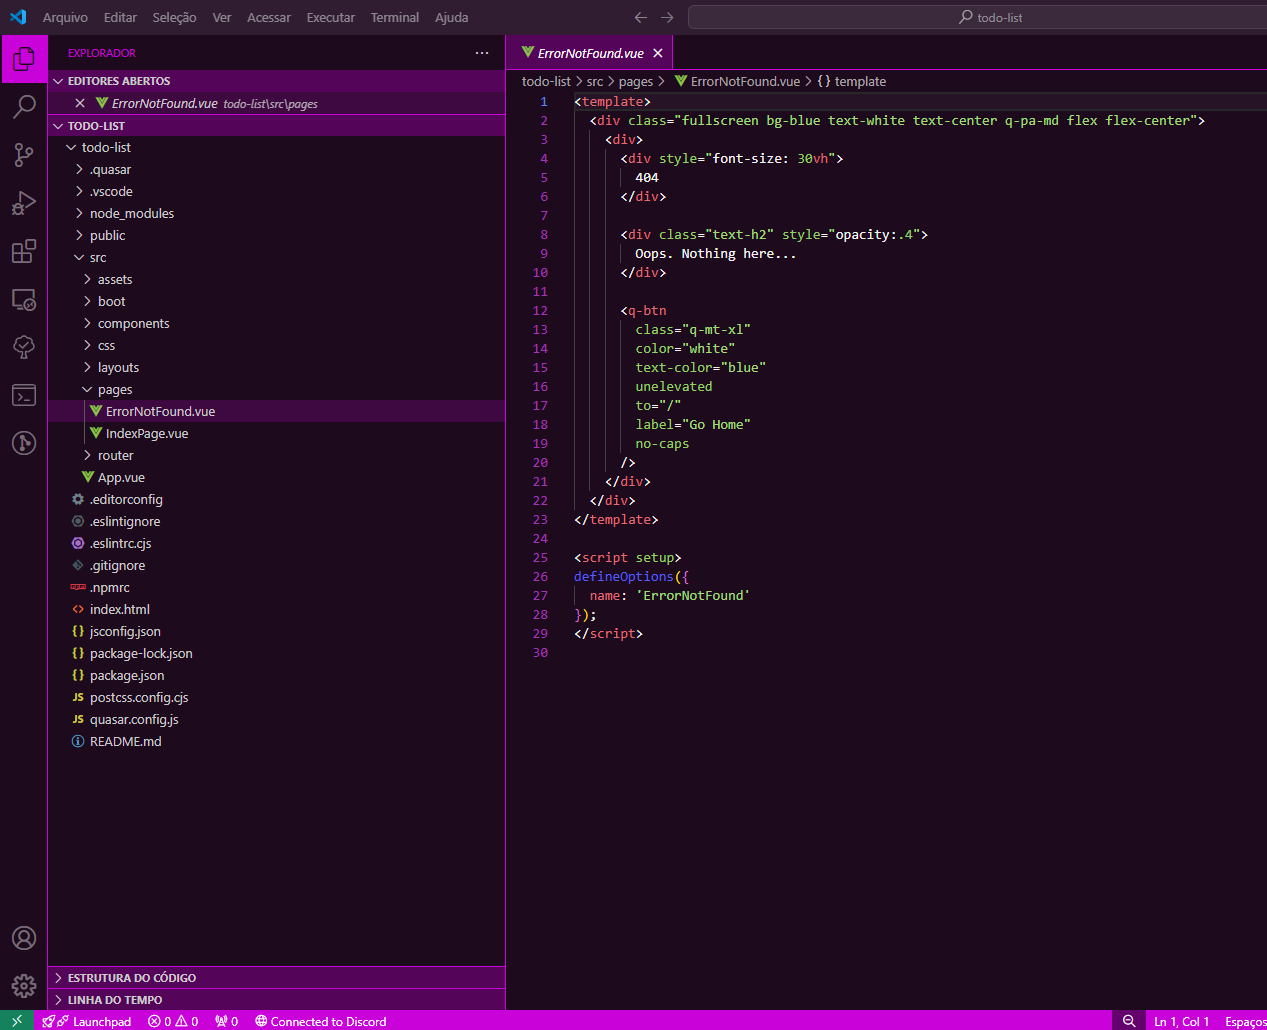 Arquivo Editar Seleção Ver Acessar Executar Terminal Ajuda todo-list
EXPLORADOR
EDITORES ABERTOS
ErrorNotFound.vue todo-list\src\pages
TODO-LIST
todo-list
.quasar
.vscode
node_modules
public
src
assets
boot
components
css
layouts
pages
ErrorNotFound.vue
IndexPage.vue
router
App.vue
.editorconfig
.eslintignore
.eslintrc.cjs
.gitignore
.npmrc
index.html
jsconfig.json
package-lock.json
package.json
postcss.config.cjs
quasar.config.js
README.md
ESTRUTURA DO CÓDIGO
LINHA DO TEMPO
ErrorNotFound.vue
todo-list > src > pages > ErrorNotFound.vue > {} template
1 <template>
2 <div class="fullscreen bg-blue text-white text-center q-pa-md flex flex-center">
3 <div>
4 <div style="font-size: 30vh">
5 404
6 </div>
7
8 <div class="text-h2" style="opacity:.4">
9 Oops. Nothing here...
10 </div>
11
12 <q-btn
13 class="q-mt-xl"
14 color="white"
15 text-color="blue"
16 unelevated
17 to="/"
18 label="Go Home"
19 no-caps
20 />
21 </div>
22 </div>
23 </template>
24
25 <script setup>
26 defineOptions({
27 name: 'ErrorNotFound'
28 });
29 </script>
30
Launchpad 0 0 0 Connected to Discord Ln 1, Col 1 Espaços